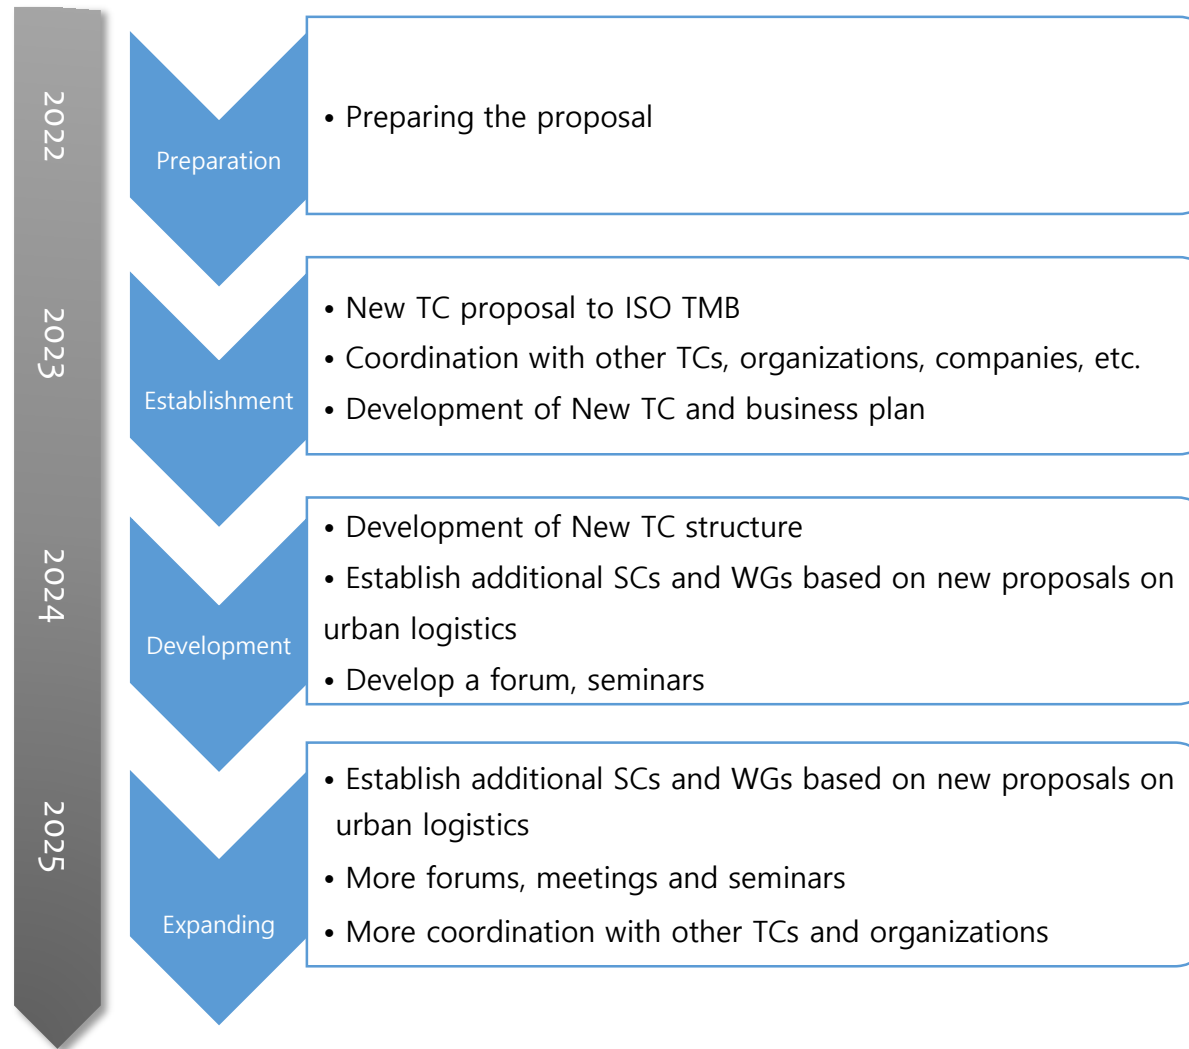 2022
Preparation
• Preparing the proposal
2023
Establishment
• New TC proposal to ISO TMB
• Coordination with other TCs, organizations, companies, etc.
• Development of New TC and business plan
2024
Development
• Development of New TC structure
• Establish additional SCs and WGs based on new proposals on
urban logistics
• Develop a forum, seminars
2025
Expanding
• Establish additional SCs and WGs based on new proposals on
urban logistics
• More forums, meetings and seminars
• More coordination with other TCs and organizations